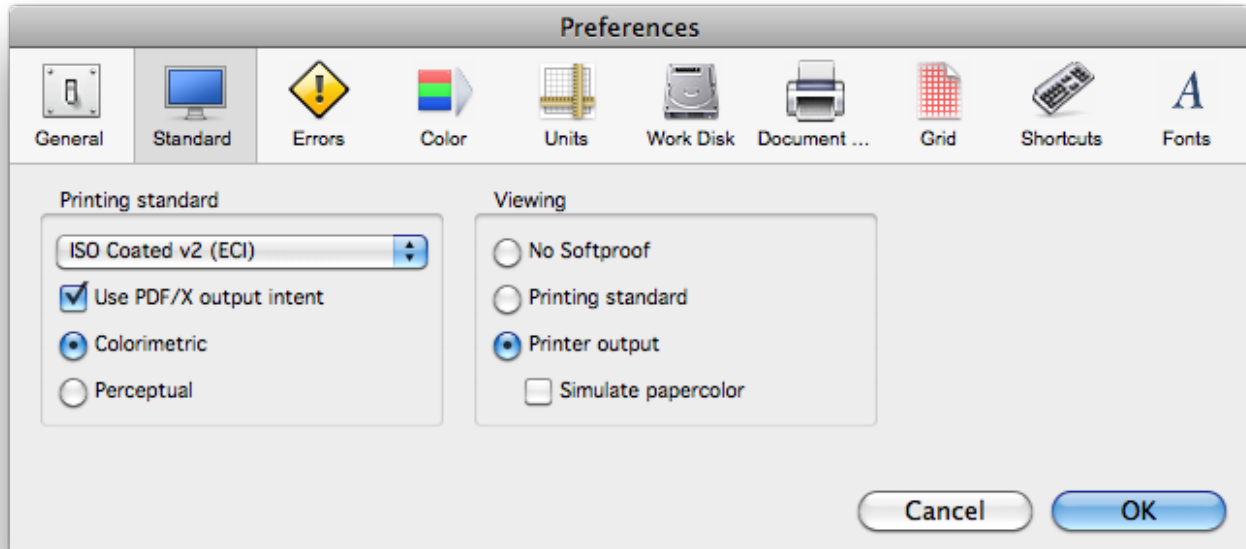 Preferences
General Standard Errors Color Units Work Disk Document ... Grid Shortcuts Fonts
Printing standard
ISO Coated v2 (ECI)
Use PDF/X output intent
Colorimetric
Perceptual
Viewing
No Softproof
Printing standard
Printer output
Simulate papercolor
Cancel OK